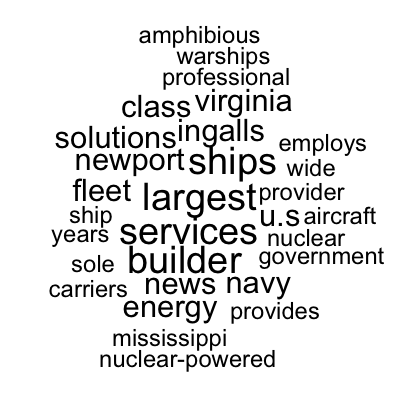 amphibious
warships
professional
class virginia
solutions ingalls
employs
newport ships wide
fleet largest provider
ship u.s aircraft
years services nuclear
sole builder government
carriers news navy
energy provides
mississippi
nuclear-powered